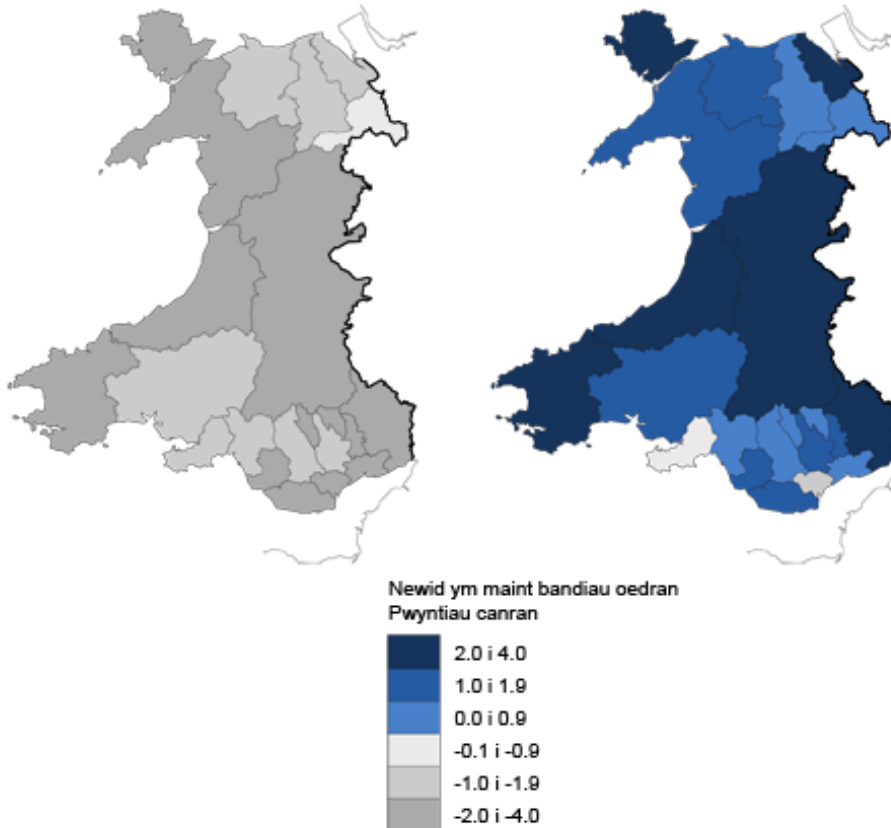 Newid ym maint bandiau oedran
Pwyntiau canran
2.0 i 4.0
1.0 i 1.9
0.0 i 0.9
-0.1 i -0.9
-1.0 i -1.9
-2.0 i -4.0